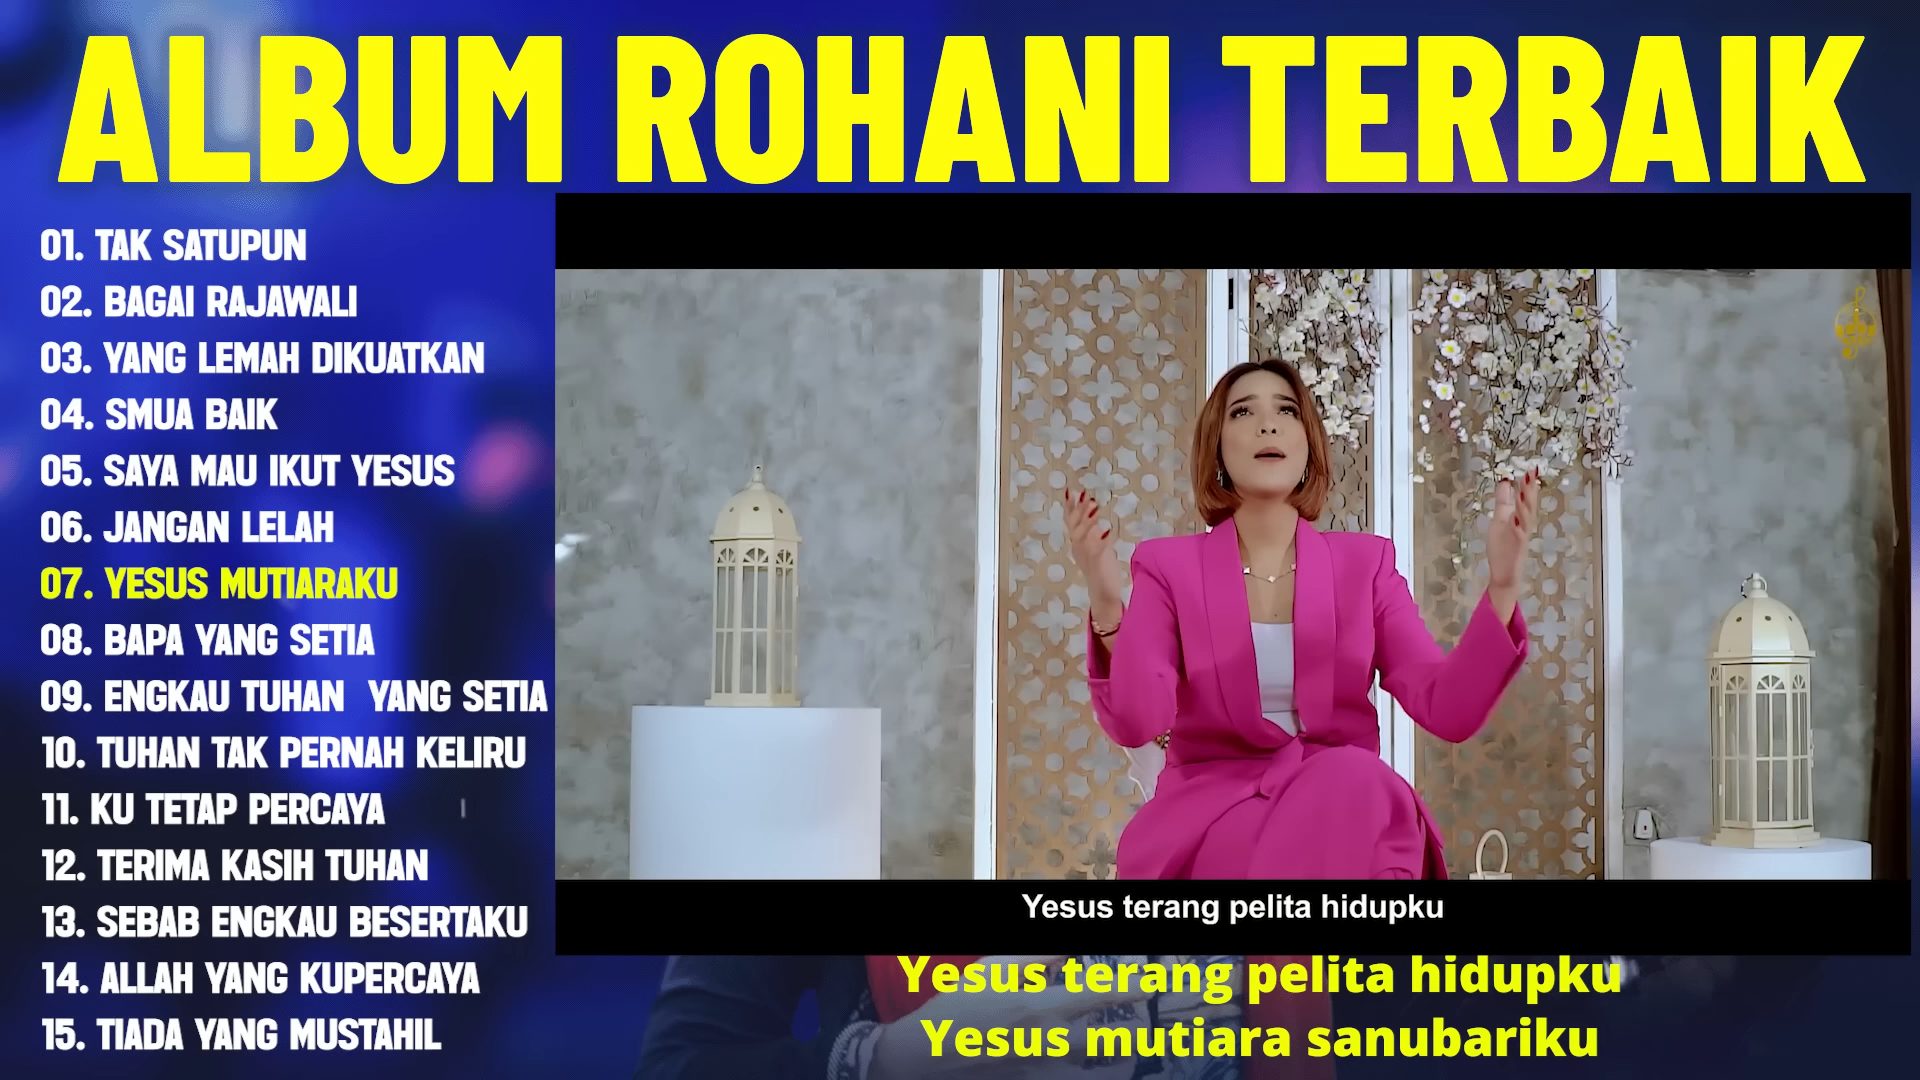 ALBUM ROHANI TERBAIK
01. TAK SATUPUN
02. BAGAI RAJAWALI
03. YANG LEMAH DIKUATKAN
04. SMUA BAIK
05. SAYA MAU IKUT YESUS
06. JANGAN LELAH
07. YESUS MUTIARAKU
08. BAPA YANG SETIA
09. ENGKAU TUHAN  YANG SETIA
10. TUHAN TAK PERNAH KELIRU
11. KU TETAP PERCAYA
12. TERIMA KASIH TUHAN
13. SEBAB ENGKAU BESERTAKU
14. ALLAH YANG KUPERCAYA
15. TIADA YANG MUSTAHIL
Yesus terang pelita hidupku
Yesus terang pelita hidupku
Yesus mutiara sanubariku